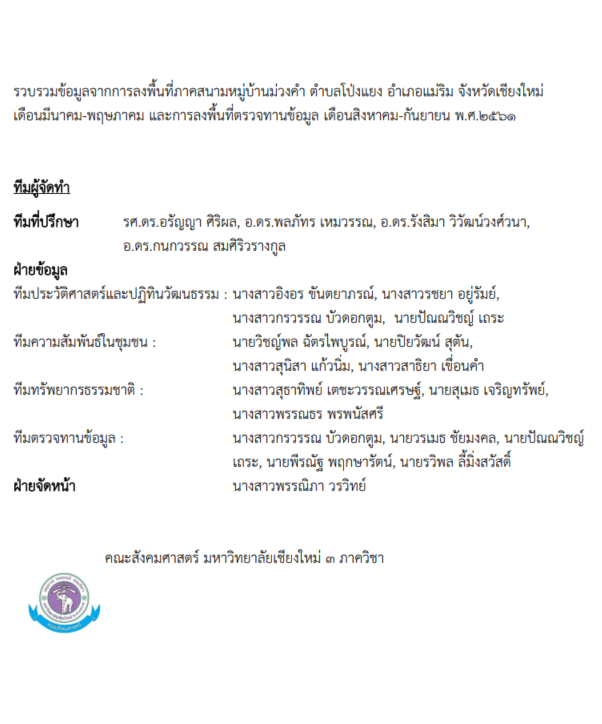 รวบรวมข้อมูลจากการลงพื้นที่ภาคสนามหมู่บ้านม่วงคำ ตำบลโป่งแยง อำเภอแม่ริม จังหวัดเชียงใหม่
เดือนมีนาคม-พฤษภาคม และการลงพื้นที่ตรวจทานข้อมูล เดือนสิงหาคม-กันยายน พ.ศ.๒๕๖๑
ทีมผู้จัดทำ
ทีมที่ปรึกษา รศ.ดร.อรัญญา ศิริผล, อ.ดร.พลภัทร เหมวรรณ, อ.ดร.รังสิมา วิวัฒน์วงศ์วนา,
อ.ดร.กนกวรรณ สมศิริวรางกูล
ฝ่ายข้อมูล
ทีมประวัติศาสตร์และปฏิทินวัฒนธรรม : นางสาวอิงอร ขันตยาภรณ์, นางสาวรชยา อยู่รัมย์,
นางสาวกรวรรณ บัวดอกตูม, นายปัณณวิชญ์ เถระ
ทีมความสัมพันธ์ในชุมชน : นายวิชญ์พล ฉัตรไพบูรณ์, นายปิยวัฒน์ สุตัน,
นางสาวสุนิสา แก้วนิ่ม, นางสาวสาธิยา เขื่อนคำ
ทีมทรัพยากรธรรมชาติ : นางสาวสุธาทิพย์ เตชะวรรณเศรษฐ์, นายสุเมธ เจริญทรัพย์,
นางสาวพรรณธร พรพนัสศรี
ทีมตรวจทานข้อมูล : นางสาวกรวรรณ บัวดอกตูม, นายวรเมธ ชัยมงคล, นายปัณณวิชญ์
เถระ, นายพีรณัฐ พฤกษารัตน์, นายรวิพล ลี้มิ่งสวัสดิ์
ฝ่ายจัดหน้า นางสาวพรรณิภา วรวิทย์
คณะสังคมศาสตร์ มหาวิทยาลัยเชียงใหม่ ๓ ภาควิชา